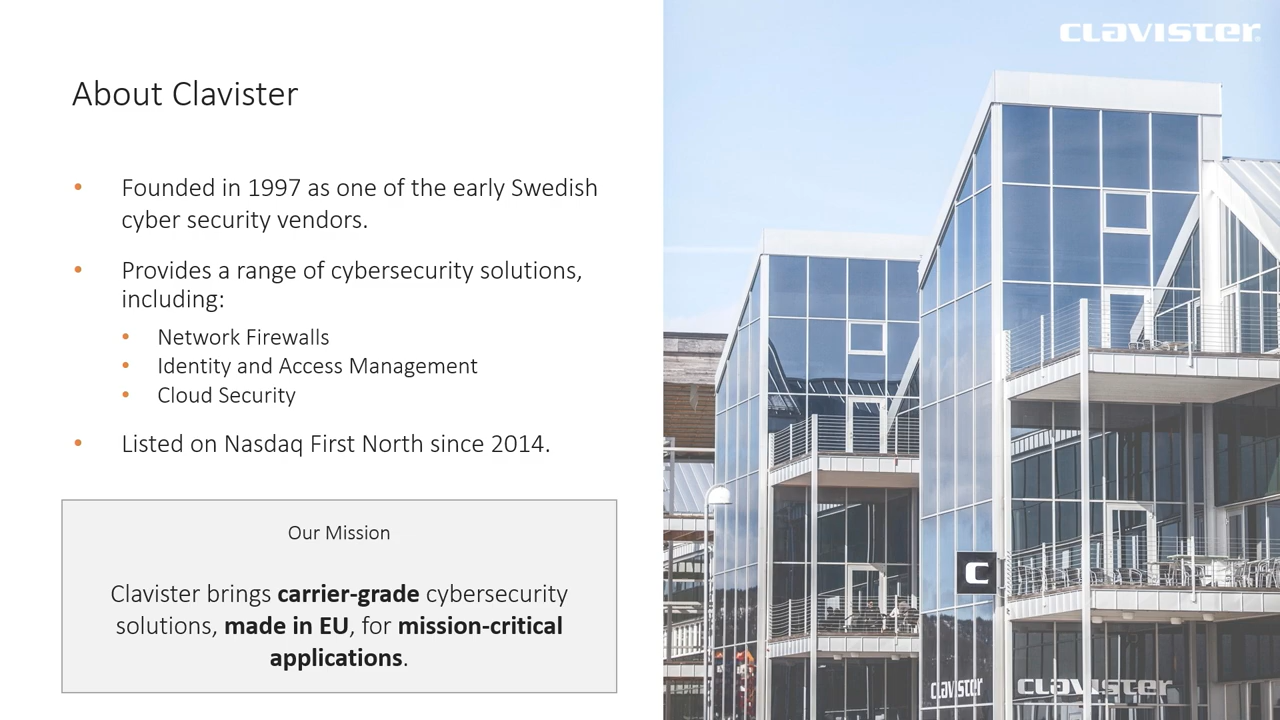 clavister
About Clavister
• Founded in 1997 as one of the early Swedish
cyber security vendors.
• Provides a range of cybersecurity solutions,
including:
• Network Firewalls
• Identity and Access Management
• Cloud Security
• Listed on Nasdaq First North since 2014.
Our Mission
Clavister brings carrier-grade cybersecurity
solutions, made in EU, for mission-critical
applications.
C
clavister
clavister